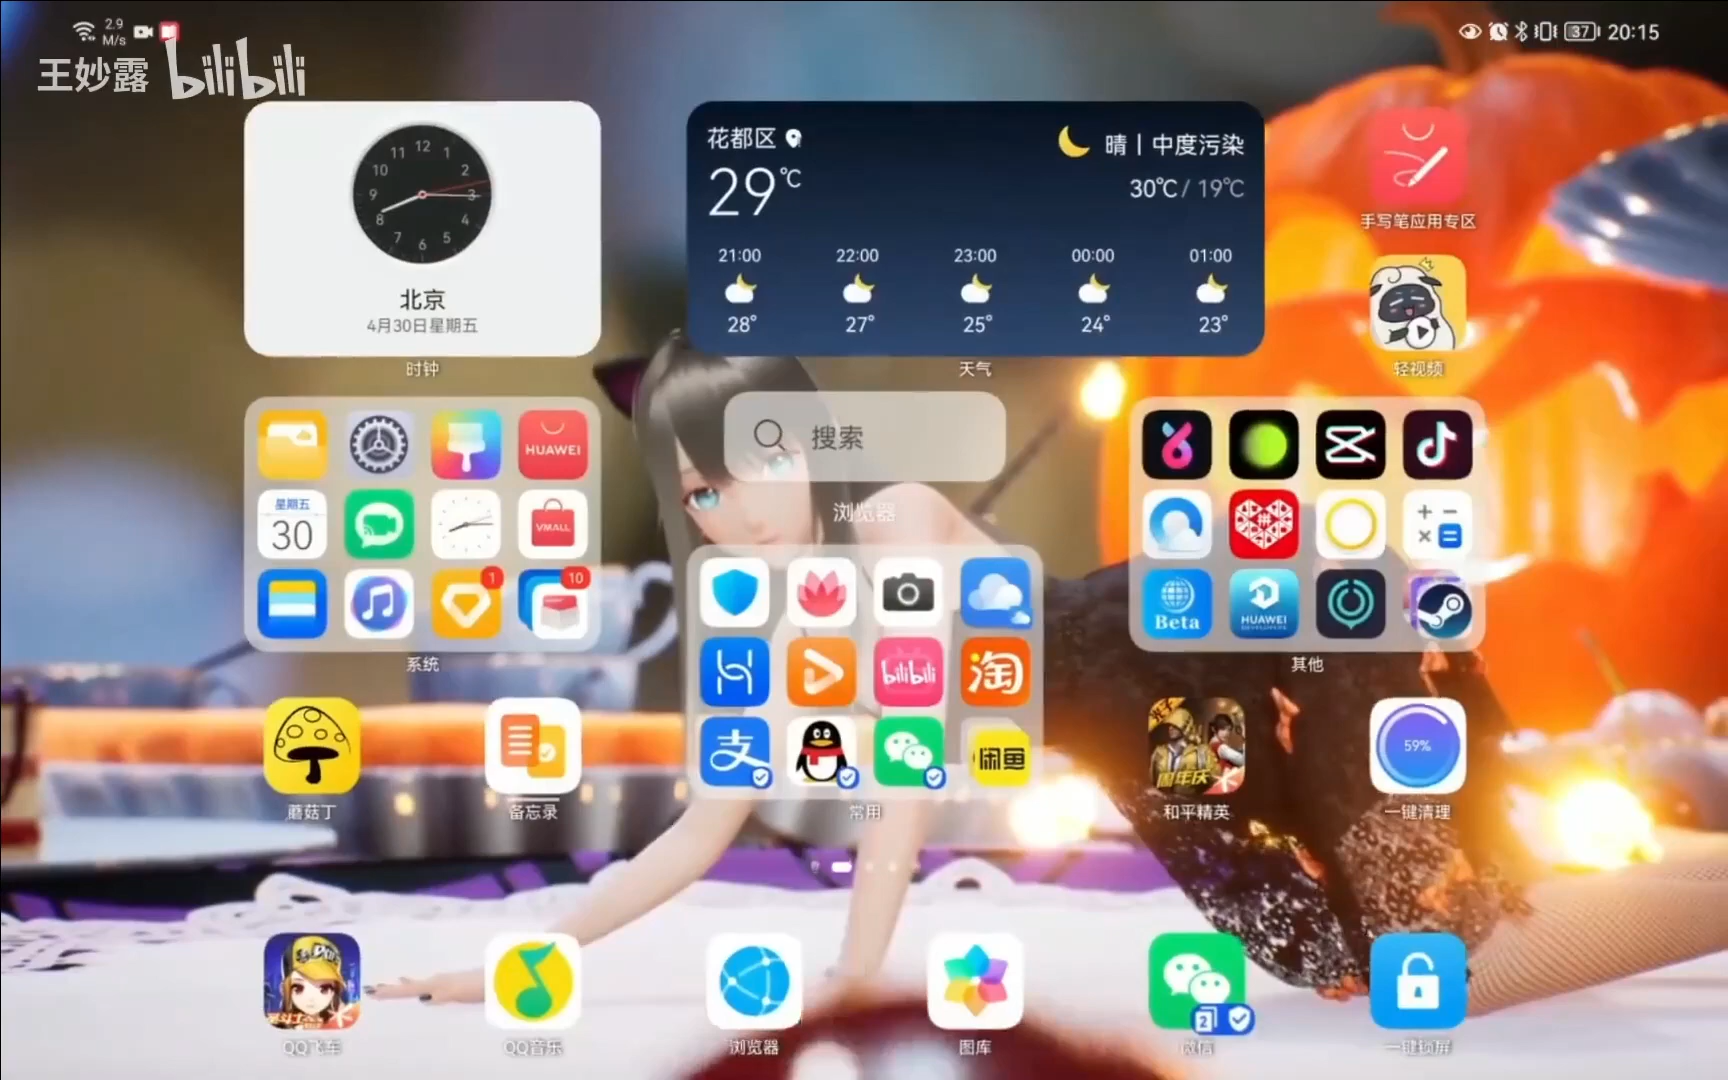 2.9
M/s
37
20:15
王妙露 bilibili
11 12 1
10 2
9 3
8 4
7 6 5
北京
4月30日星期五
时钟
花都区
29℃
晴 | 中度污染
30℃ / 19℃
21:00 22:00 23:00 00:00 01:00
28° 27° 25° 24° 23°
天气
手写笔应用专区
轻视频
HUAWEI
星期五
30
VMALL
1
10
系统
搜索
浏览器
bilibili
淘
支
闲鱼
常用
拼
Beta
HUAWEI
其他
蘑菇丁
备忘录
周年庆
和平精英
59%
一键清理
QQ飞车
QQ音乐
浏览器
图库
2
微信
一键锁屏